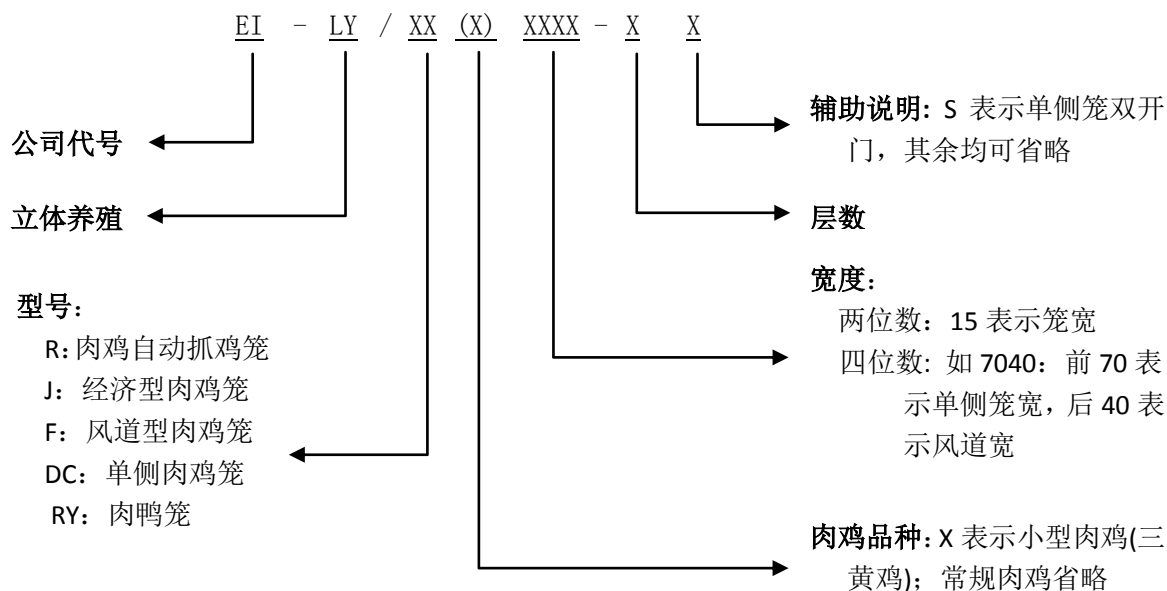 EI - LY / XX (X) XXXX - X X
公司代号
立体养殖
型号：
R：肉鸡自动抓鸡笼
J：经济型肉鸡笼
F：风道型肉鸡笼
DC：单侧肉鸡笼
RY：肉鸭笼
辅助说明：S 表示单侧笼双开
门，其余均可省略
层数
宽度：
两位数：15 表示笼宽
四位数：如 7040：前 70 表
示单侧笼宽，后 40 表
示风道宽
肉鸡品种：X 表示小型肉鸡(三
黄鸡)；常规肉鸡省略